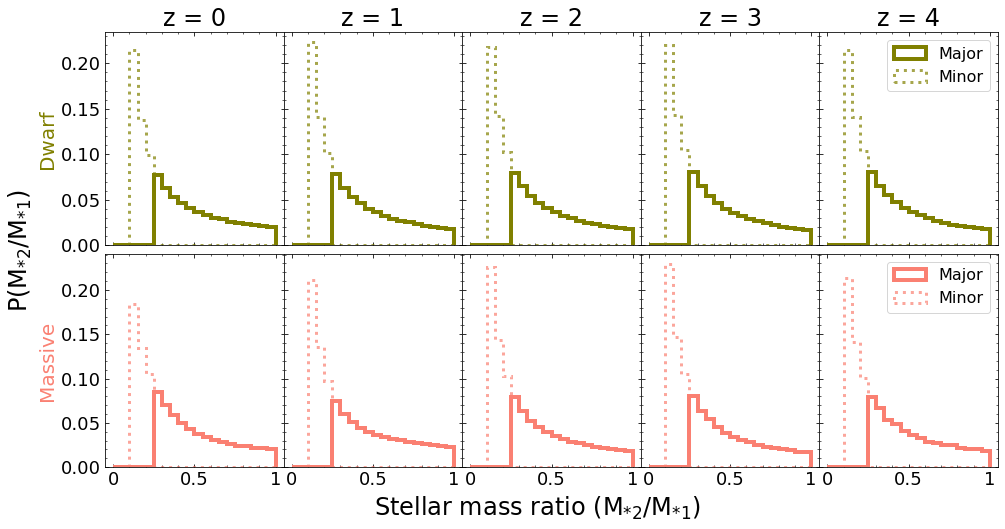 z = 0 z = 1 z = 2 z = 3 z = 4
0.20
0.15
0.10
0.05
0.00
Dwarf
Major
Minor
P(M*2/M*1)
0.20
0.15
0.10
0.05
0.00
Massive
Major
Minor
0 0.5 1 0 0.5 1 0 0.5 1 0 0.5 1 0 0.5 1
Stellar mass ratio (M*2/M*1)